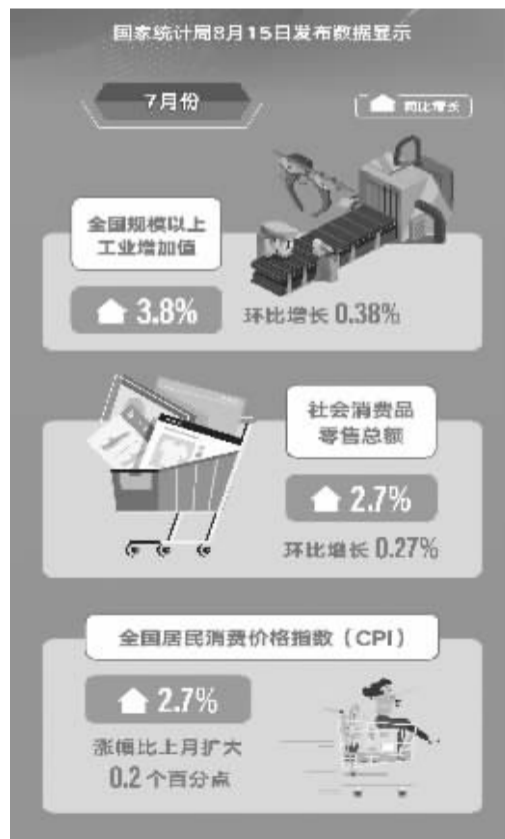 国家统计局8月15日发布数据显示
7月份
同比增长
全国规模以上
工业增加值
3.8%
环比增长 0.38%
社会消费品
零售总额
2.7%
环比增长 0.27%
全国居民消费价格指数（CPI）
2.7%
涨幅比上月扩大
0.2个百分点